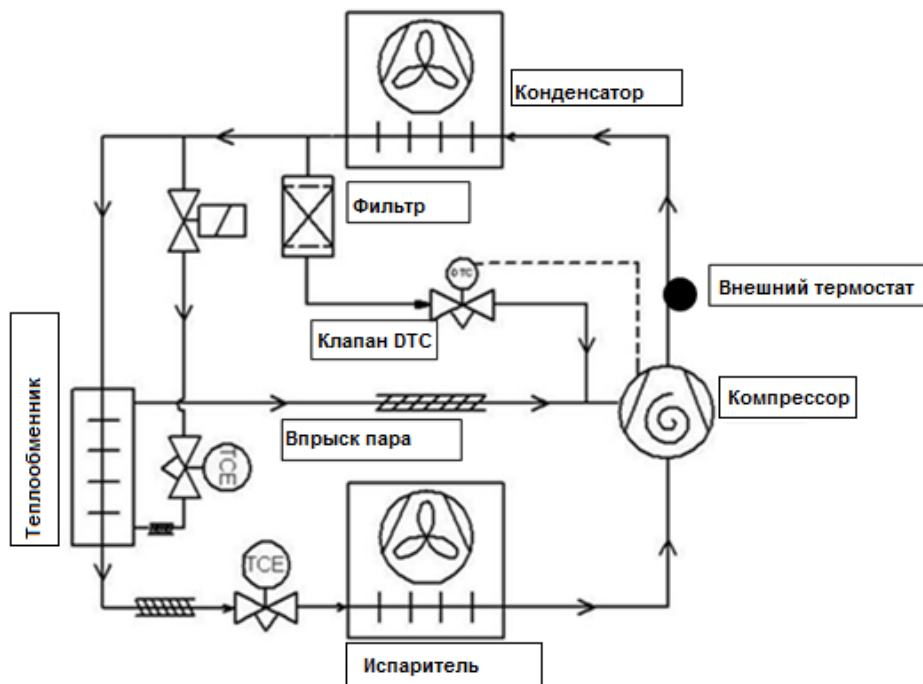 Конденсатор
Фильтр
DTC
Внешний термостат
Клапан DTC
Теплообменник
Компрессор
Впрыск пара
TCE
TCE
Испаритель